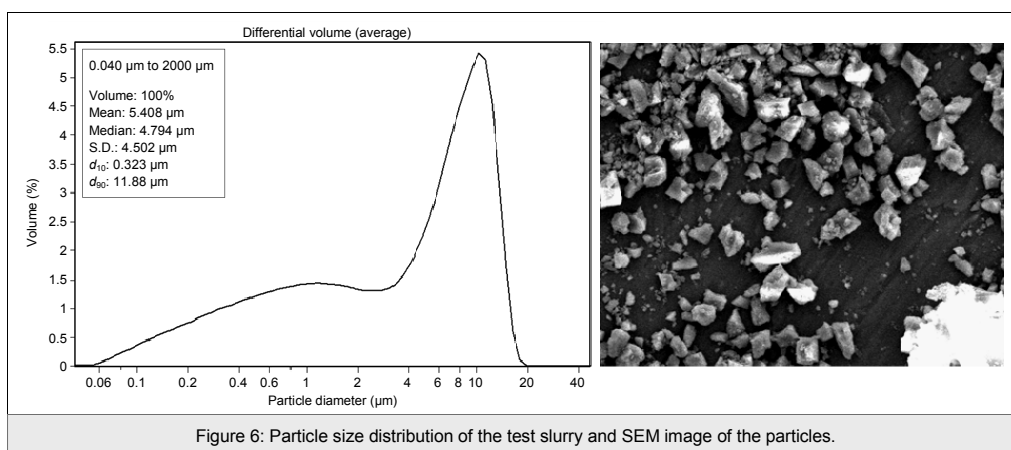 Differential volume (average)
5.5
5
4.5
4
3.5
3
2.5
2
1.5
1
0.5
0
Volume (%)
0.040 µm to 2000 µm
Volume: 100%
Mean: 5.408 µm
Median: 4.794 µm
S.D.: 4.502 µm
d₁₀: 0.323 µm
d₉₀: 11.88 µm
0.06 0.1 0.2 0.4 0.6 1 2 4 6 8 10 20 40
Particle diameter (µm)
Figure 6: Particle size distribution of the test slurry and SEM image of the particles.